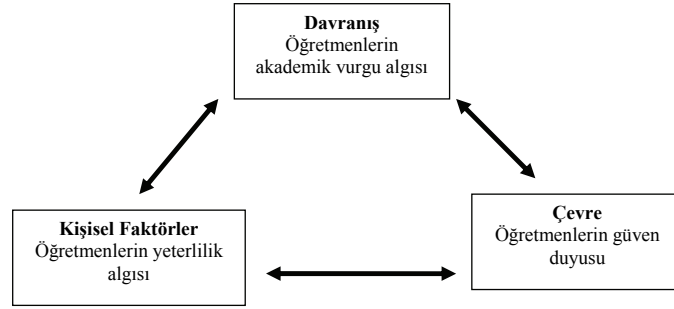 Davranış
Öğretmenlerin
akademik vurgu algısı
Kişisel Faktörler
Öğretmenlerin yeterlilik
algısı
Çevre
Öğretmenlerin güven
duyusu